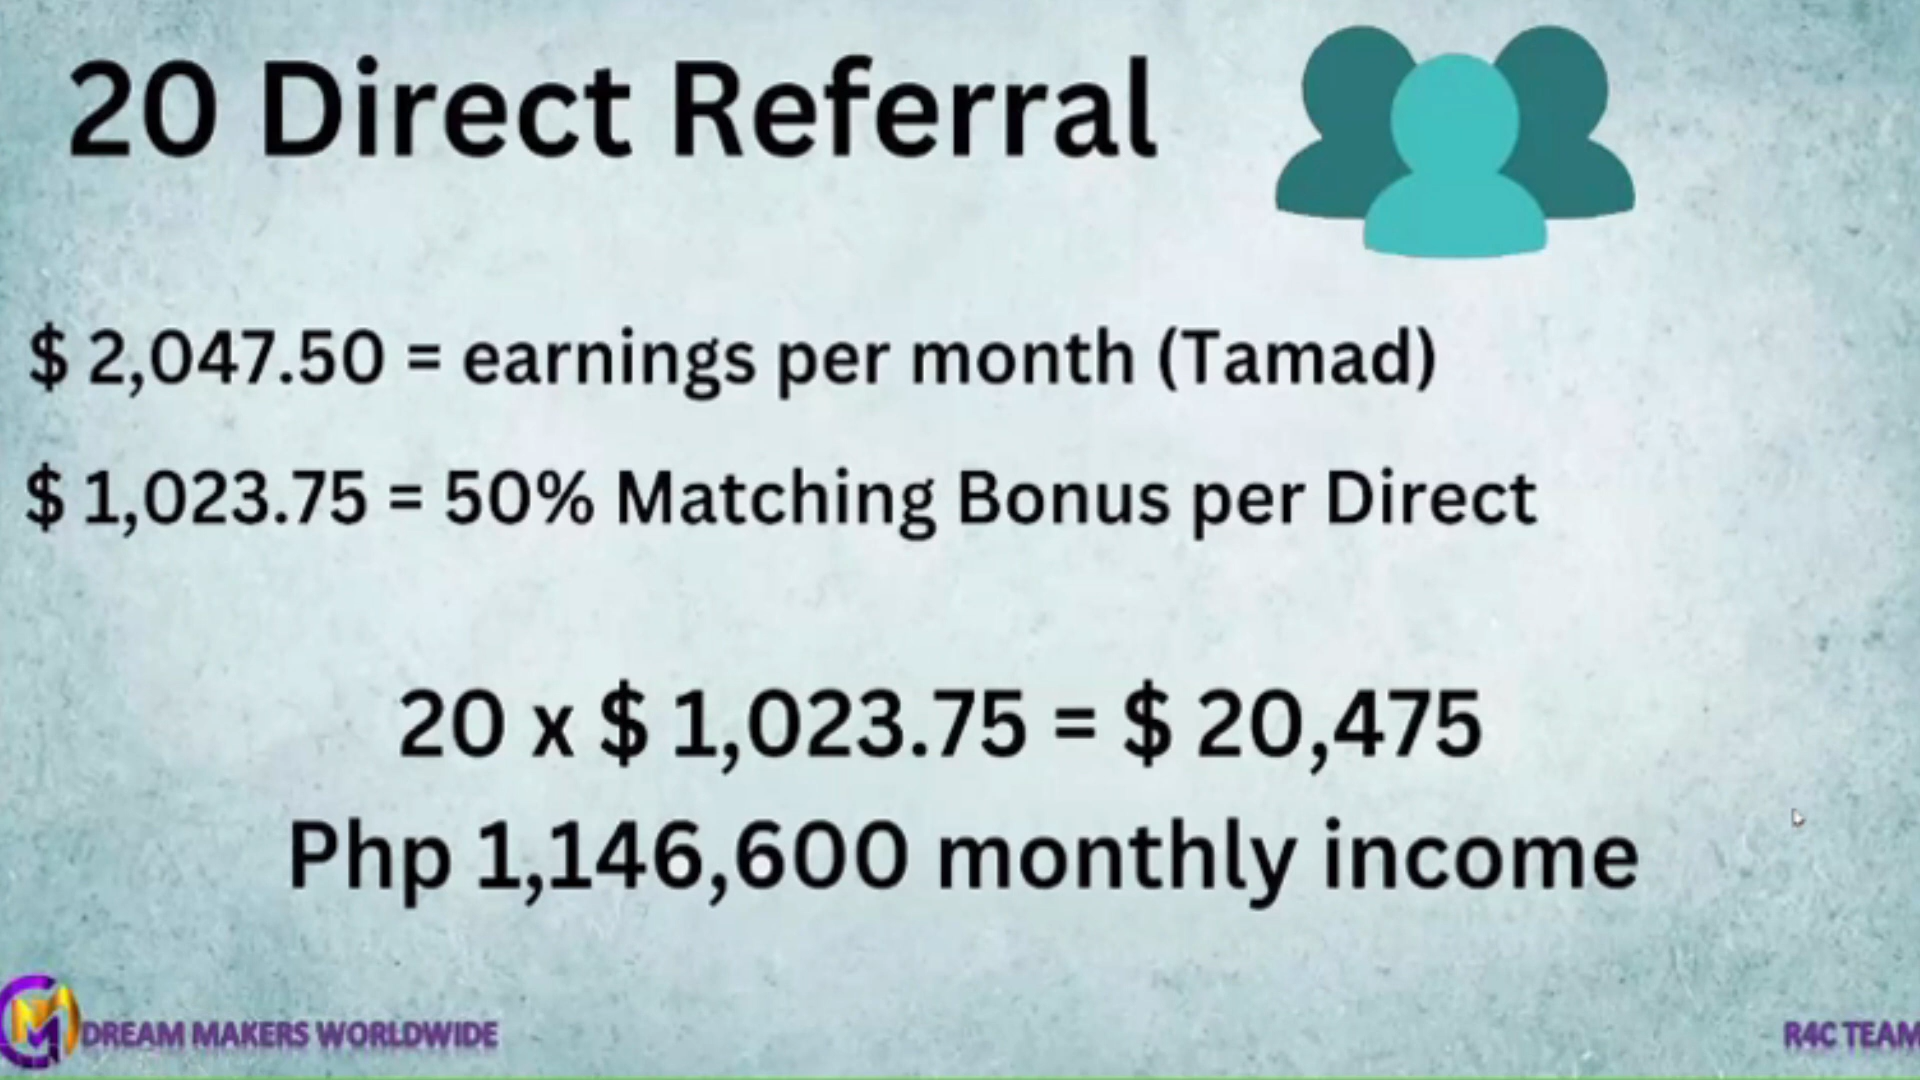 20 Direct Referral
$ 2,047.50 = earnings per month (Tamad)
$ 1,023.75 = 50% Matching Bonus per Direct
20 x $ 1,023.75 = $ 20,475
Php 1,146,600 monthly income
DREAM MAKERS WORLDWIDE
R4C TEAM